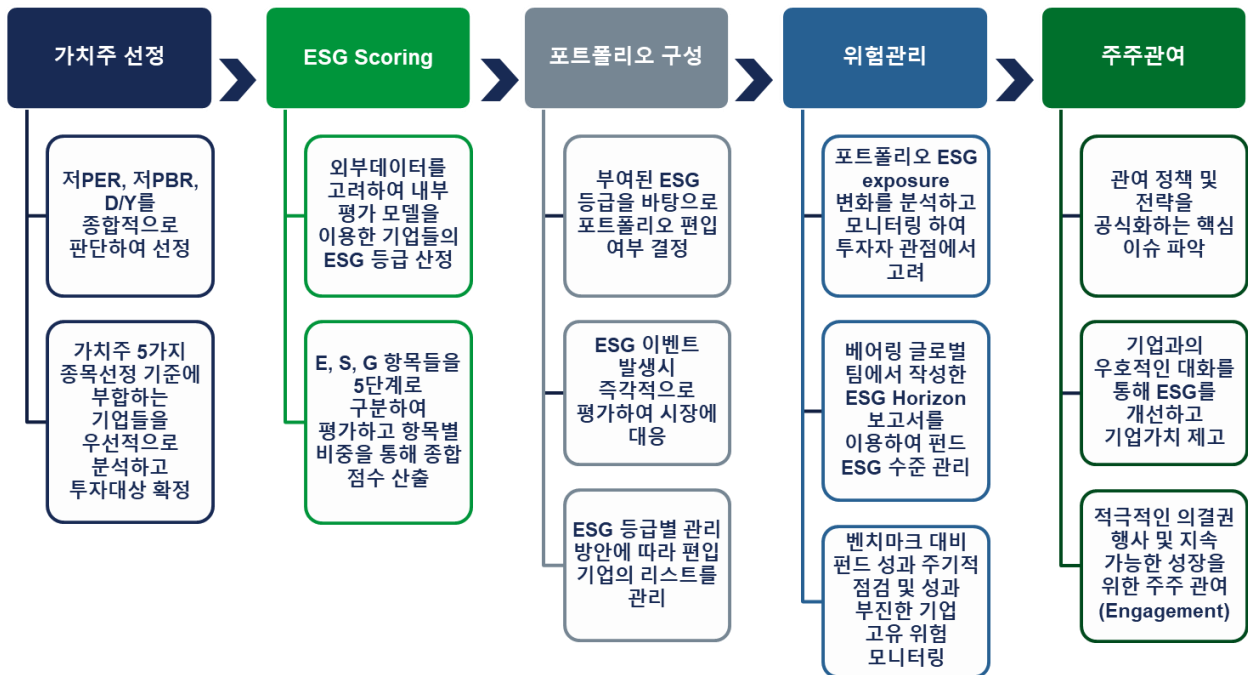 가치주 선정
저PER, 저PBR,
D/Y를
종합적으로
판단하여 선정
가치주 5가지
종목선정 기준에
부합하는
기업들을
우선적으로
분석하고
투자대상 확정
ESG Scoring
외부데이터를
고려하여 내부
평가 모델을
이용한 기업들의
ESG 등급 산정
E, S, G 항목들을
5단계로
구분하여
평가하고 항목별
비중을 통해 종합
점수 산출
포트폴리오 구성
부여된 ESG
등급을 바탕으로
포트폴리오 편입
여부 결정
ESG 이벤트
발생시
즉각적으로
평가하여 시장에
대응
ESG 등급별 관리
방안에 따라 편입
기업의 리스트를
관리
위험관리
포트폴리오 ESG
exposure
변화를 분석하고
모니터링 하여
투자자 관점에서
고려
베어링 글로벌
팀에서 작성한
ESG Horizon
보고서를
이용하여 펀드
ESG 수준 관리
벤치마크 대비
펀드 성과 주기적
점검 및 성과
부진한 기업
고유 위험
모니터링
주주관여
관여 정책 및
전략을
공식화하는 핵심
이슈 파악
기업과의
우호적인 대화를
통해 ESG를
개선하고
기업가치 제고
적극적인 의결권
행사 및 지속
가능한 성장을
위한 주주 관여
(Engagement)